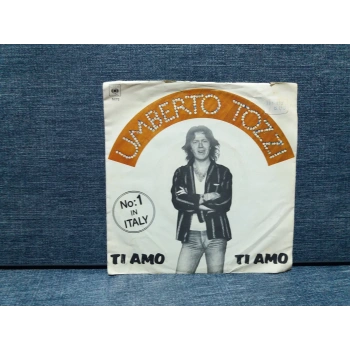 UMBERTO TOZZI
No:1
IN
ITALY
TI AMO
TI AMO